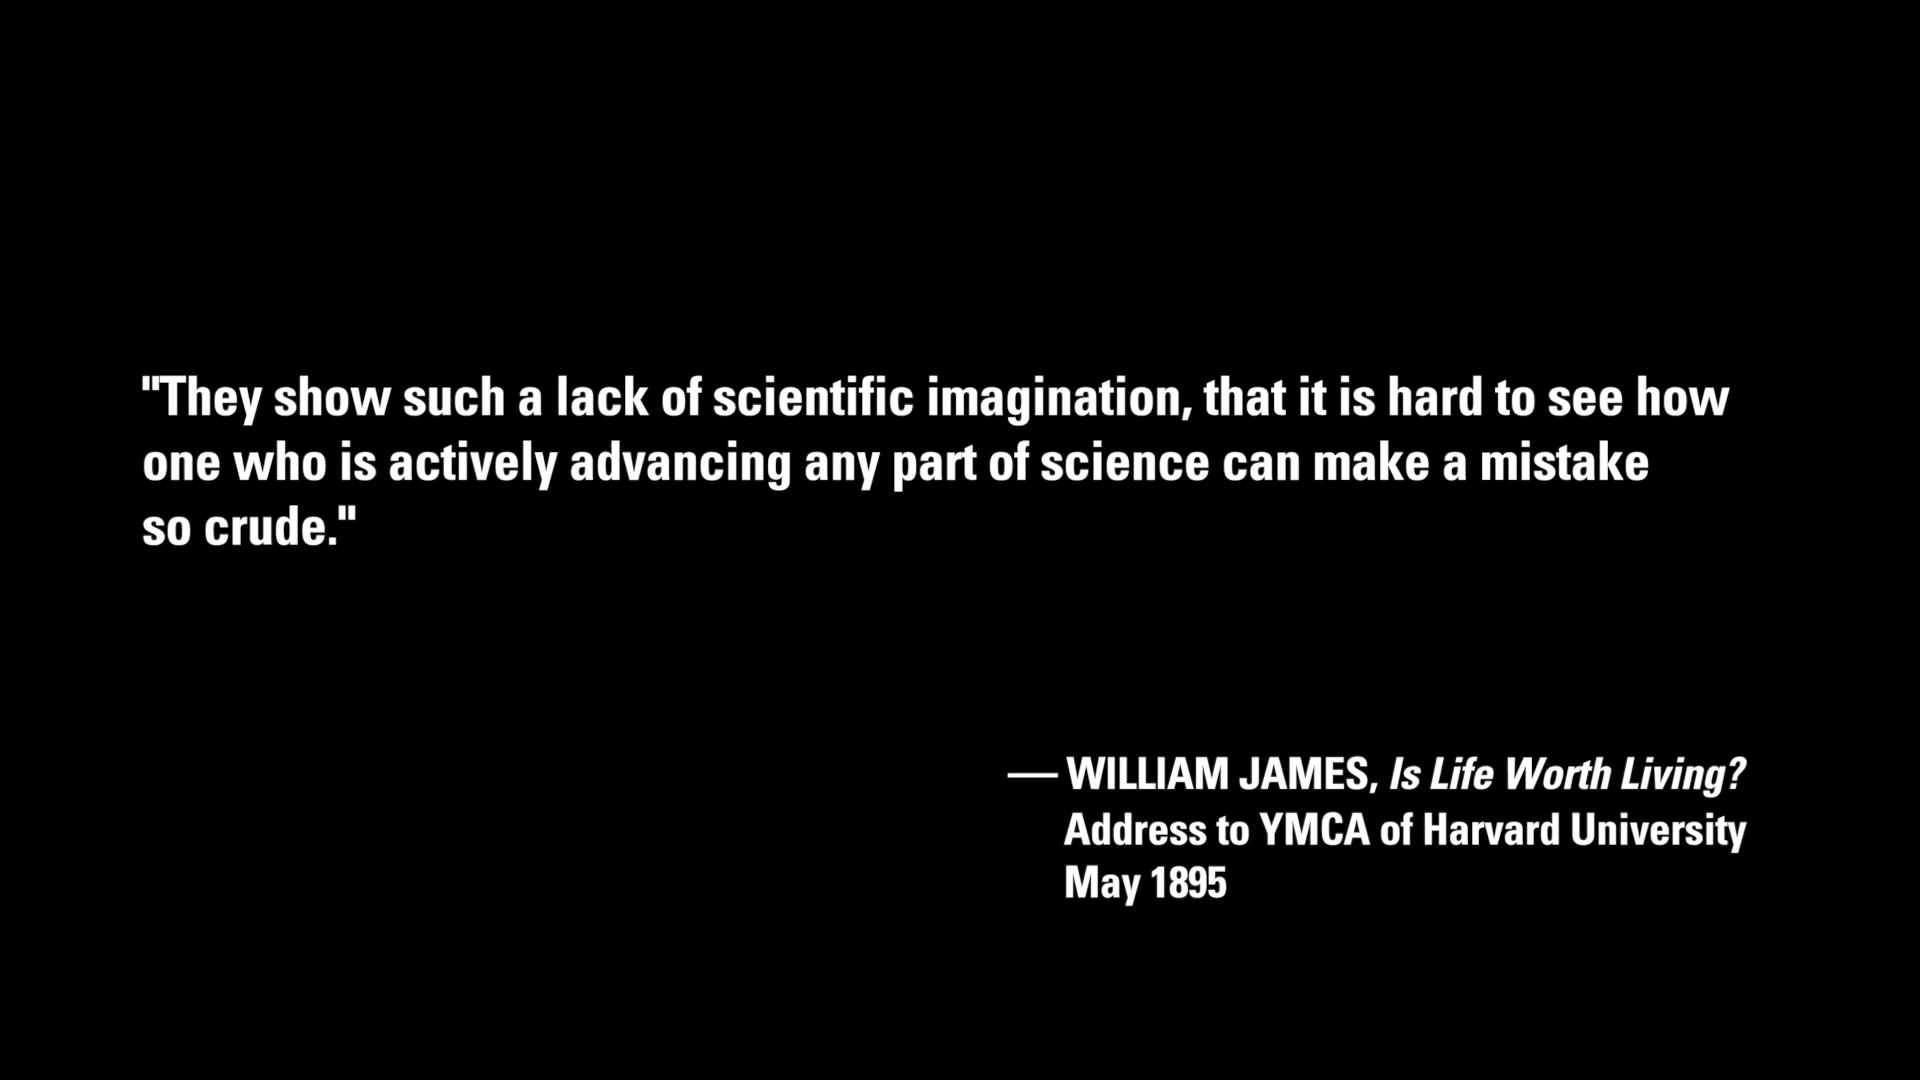 "They show such a lack of scientific imagination, that it is hard to see how
one who is actively advancing any part of science can make a mistake
so crude."
— WILLIAM JAMES, Is Life Worth Living?
Address to YMCA of Harvard University
May 1895